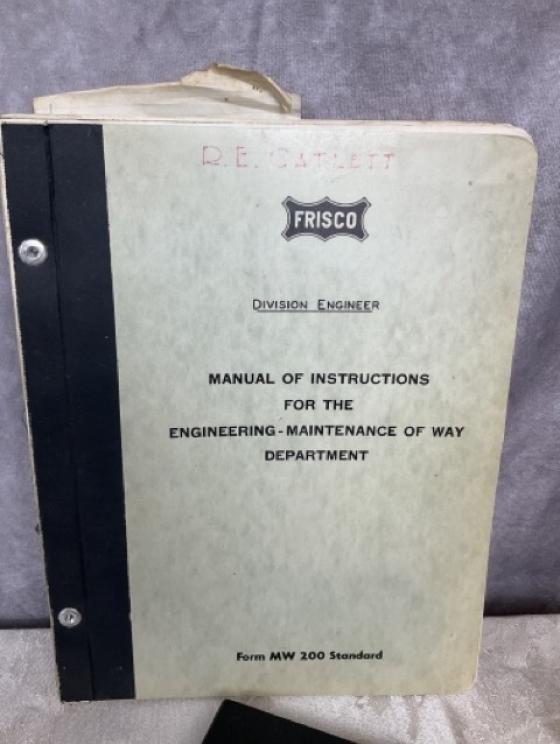 R. E. CATLETT
FRISCO
DIVISION ENGINEER
MANUAL OF INSTRUCTIONS
FOR THE
ENGINEERING - MAINTENANCE OF WAY
DEPARTMENT
Form MW 200 Standard